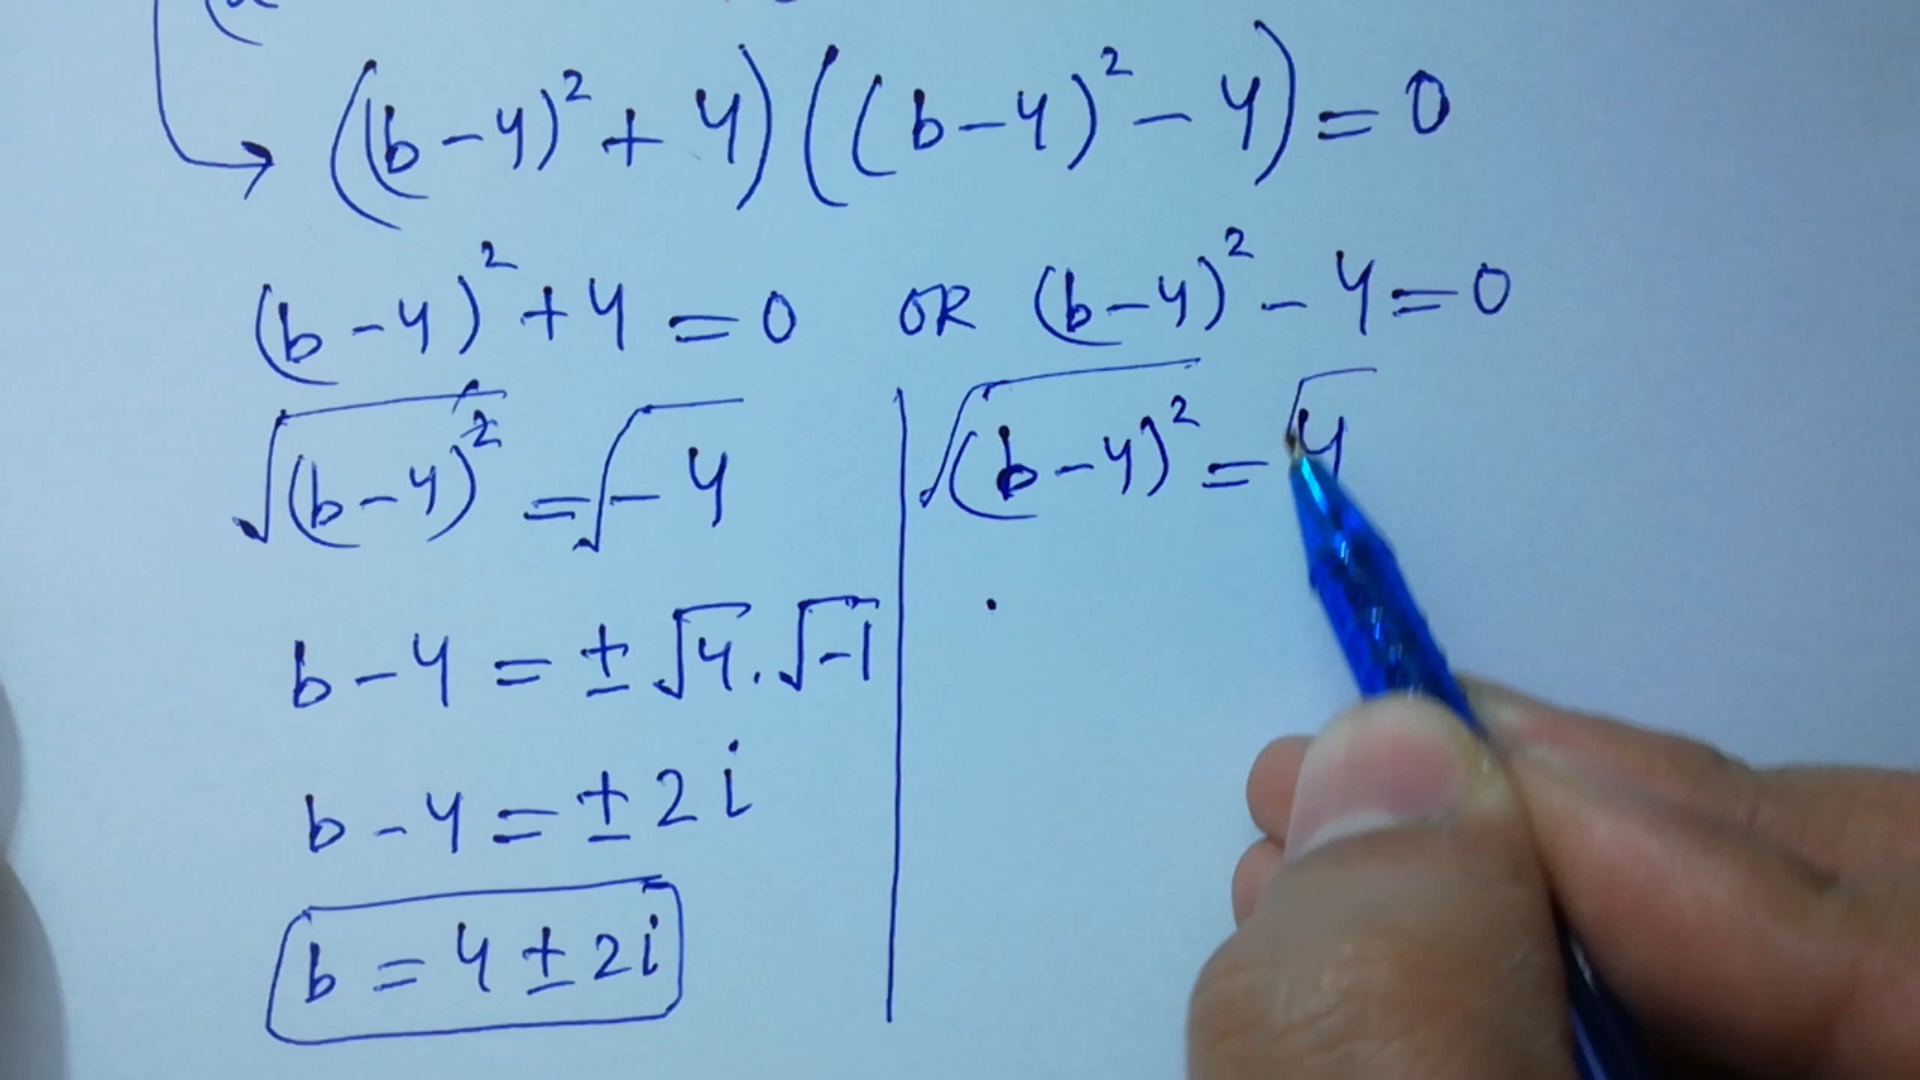 ((b-4)²+4)((b-4)²-4)=0
(b-4)²+4=0 OR (b-4)²-4=0
√(b-4)² = √-4
b-4 = ±√4.√-1
b-4 = ±2i
b = 4±2i
√(b-4)² = √4